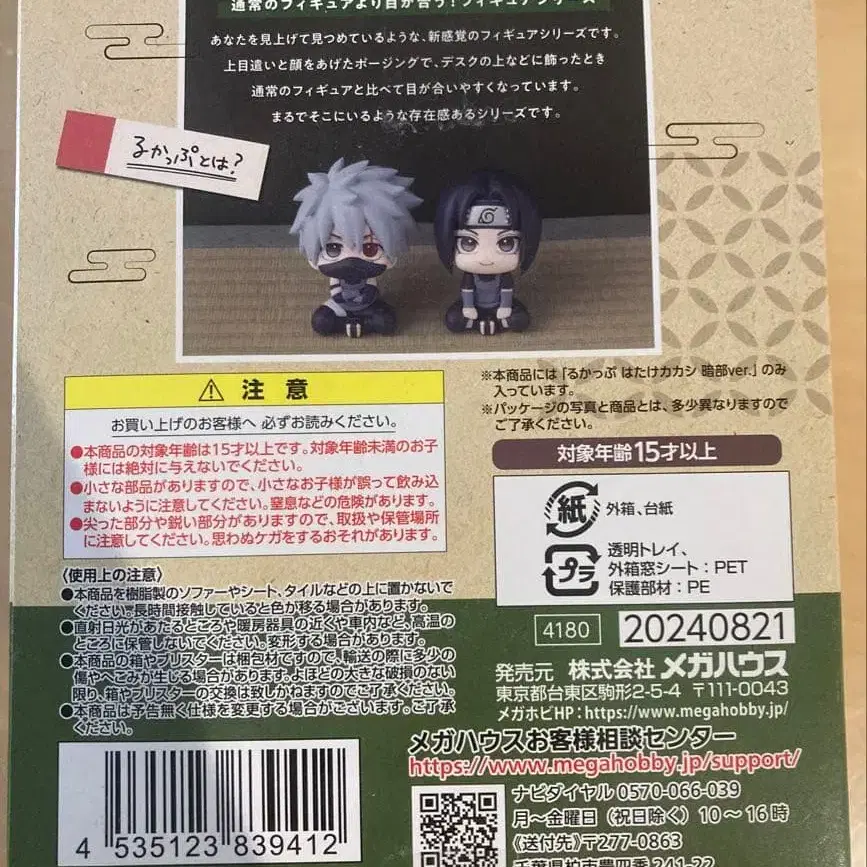 通常のフィギュアより目が合う！フィギュアシリーズ
あなたを見上げて見つめているような、新感覚のフィギュアシリーズです。
上目遣いと顔をあげたポージングで、デスクの上などに飾ったとき
通常のフィギュアと比べて目が合いやすくなっています。
まるでそこにいるような存在感あるシリーズです。
るかっぷとは?
注意
お買い上げのお客様へ 必ずお読みください。
●本商品の対象年齢は15才以上です。対象年齢未満のお子
様には絶対に与えないでください。
●小さな部品がありますので、小さなお子様が誤って飲み込
まないように注意してください。窒息などの危険があります。
●尖った部分や鋭い部分がありますので、取扱や保管場所
に注意してください。思わぬケガをするおそれがあります。
〈使用上の注意〉
●本商品を樹脂製のソファーやシート、タイルなどの上に置かないで
ください。長時間接触していると色が移る場合があります。
●直射日光があたるところや暖房器具の近くや車内など、高温の
ところに保管しないでください。変形する場合があります。
●本商品の箱やブリスターは梱包材ですので、輸送の際に多少の
傷やへこみが生じる場合があります。よほどの大きな破損のない
限り、箱やブリスターの交換は致しかねますのでご了承ください。
●本商品は予告無く仕様を変更する場合がございます。ご了承
ください。
4 535123 839412
※本商品には「るかっぷ はたけカカシ 暗部ver.」のみ
入っています。
※パッケージの写真と商品とは、多少異なりますので
ご了承ください。
対象年齢15才以上
紙 外箱、台紙
プラ 透明トレイ、
外箱窓シート：PET
保護部材：PE
4180 20240821
発売元 株式会社 メガハウス
東京都台東区駒形2-5-4 〒111-0043
メガホビHP：https://www.megahobby.jp/
メガハウスお客様相談センター
https://www.megahobby.jp/support/
ナビダイヤル 0570-066-039
月～金曜日（祝日除く）10～16時
《送付先》〒277-0863
千葉県柏市豊四季241-22